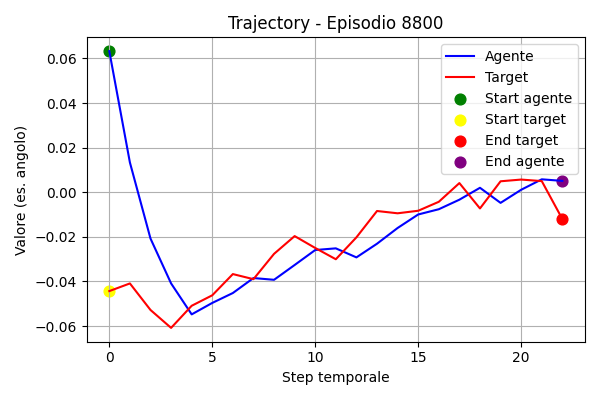 Trajectory - Episodio 8800
Valore (es. angolo)
0.06
0.04
0.02
0.00
−0.02
−0.04
−0.06
Agente
Target
Start agente
Start target
End target
End agente
0 5 10 15 20
Step temporale